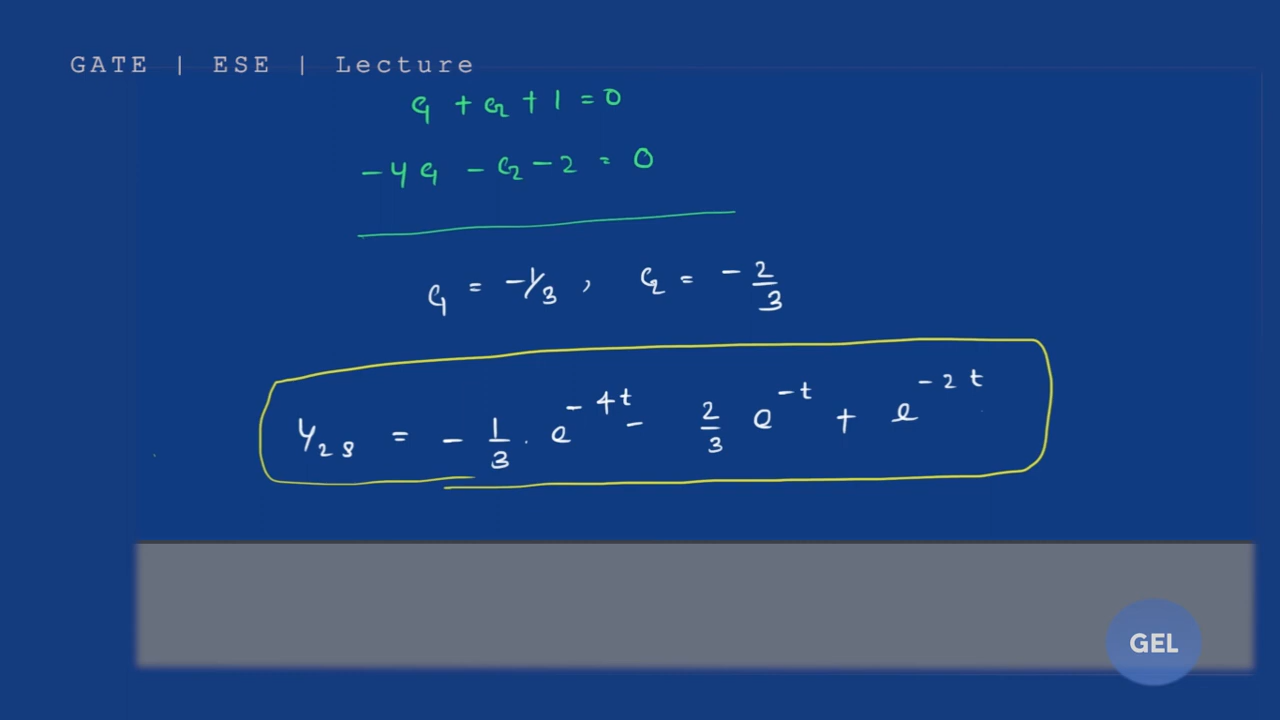 GATE | ESE | Lecture
C₁ + C₂ + 1 = 0
-4C₁ - C₂ - 2 = 0
C₁ = -1/3 , C₂ = -2/3
y₂₈ = -1/3 . e^{-4t} - 2/3 e^{-t} + e^{-2t}
GEL